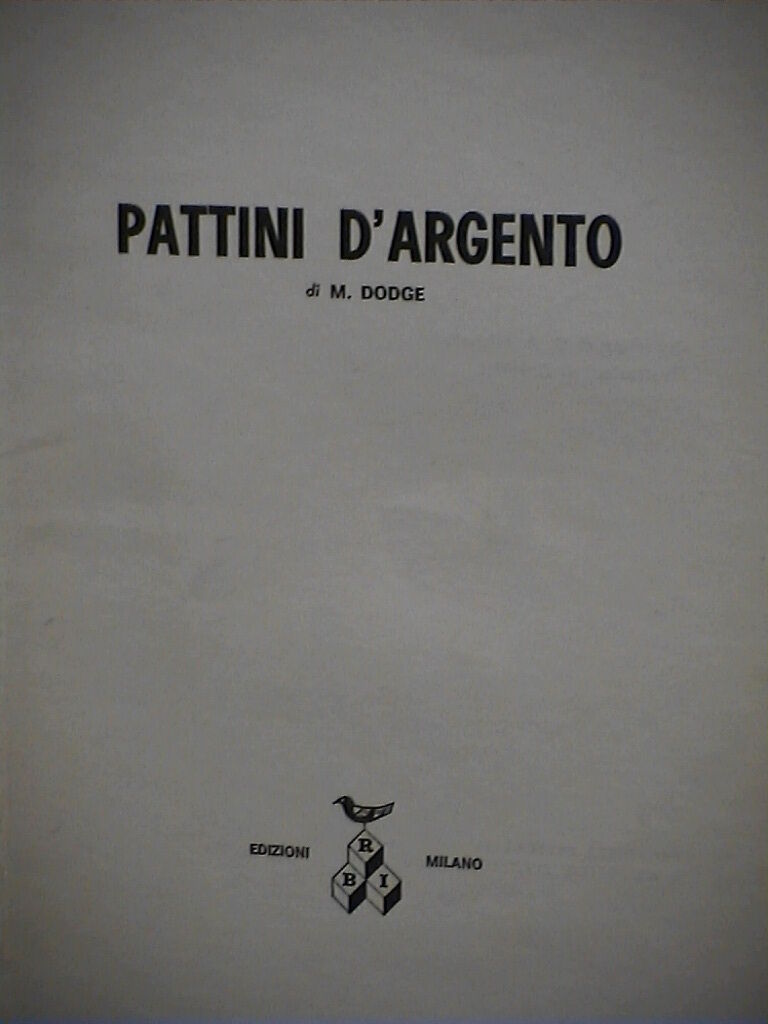 PATTINI D'ARGENTO
di M. DODGE
EDIZIONI
R
B I
MILANO